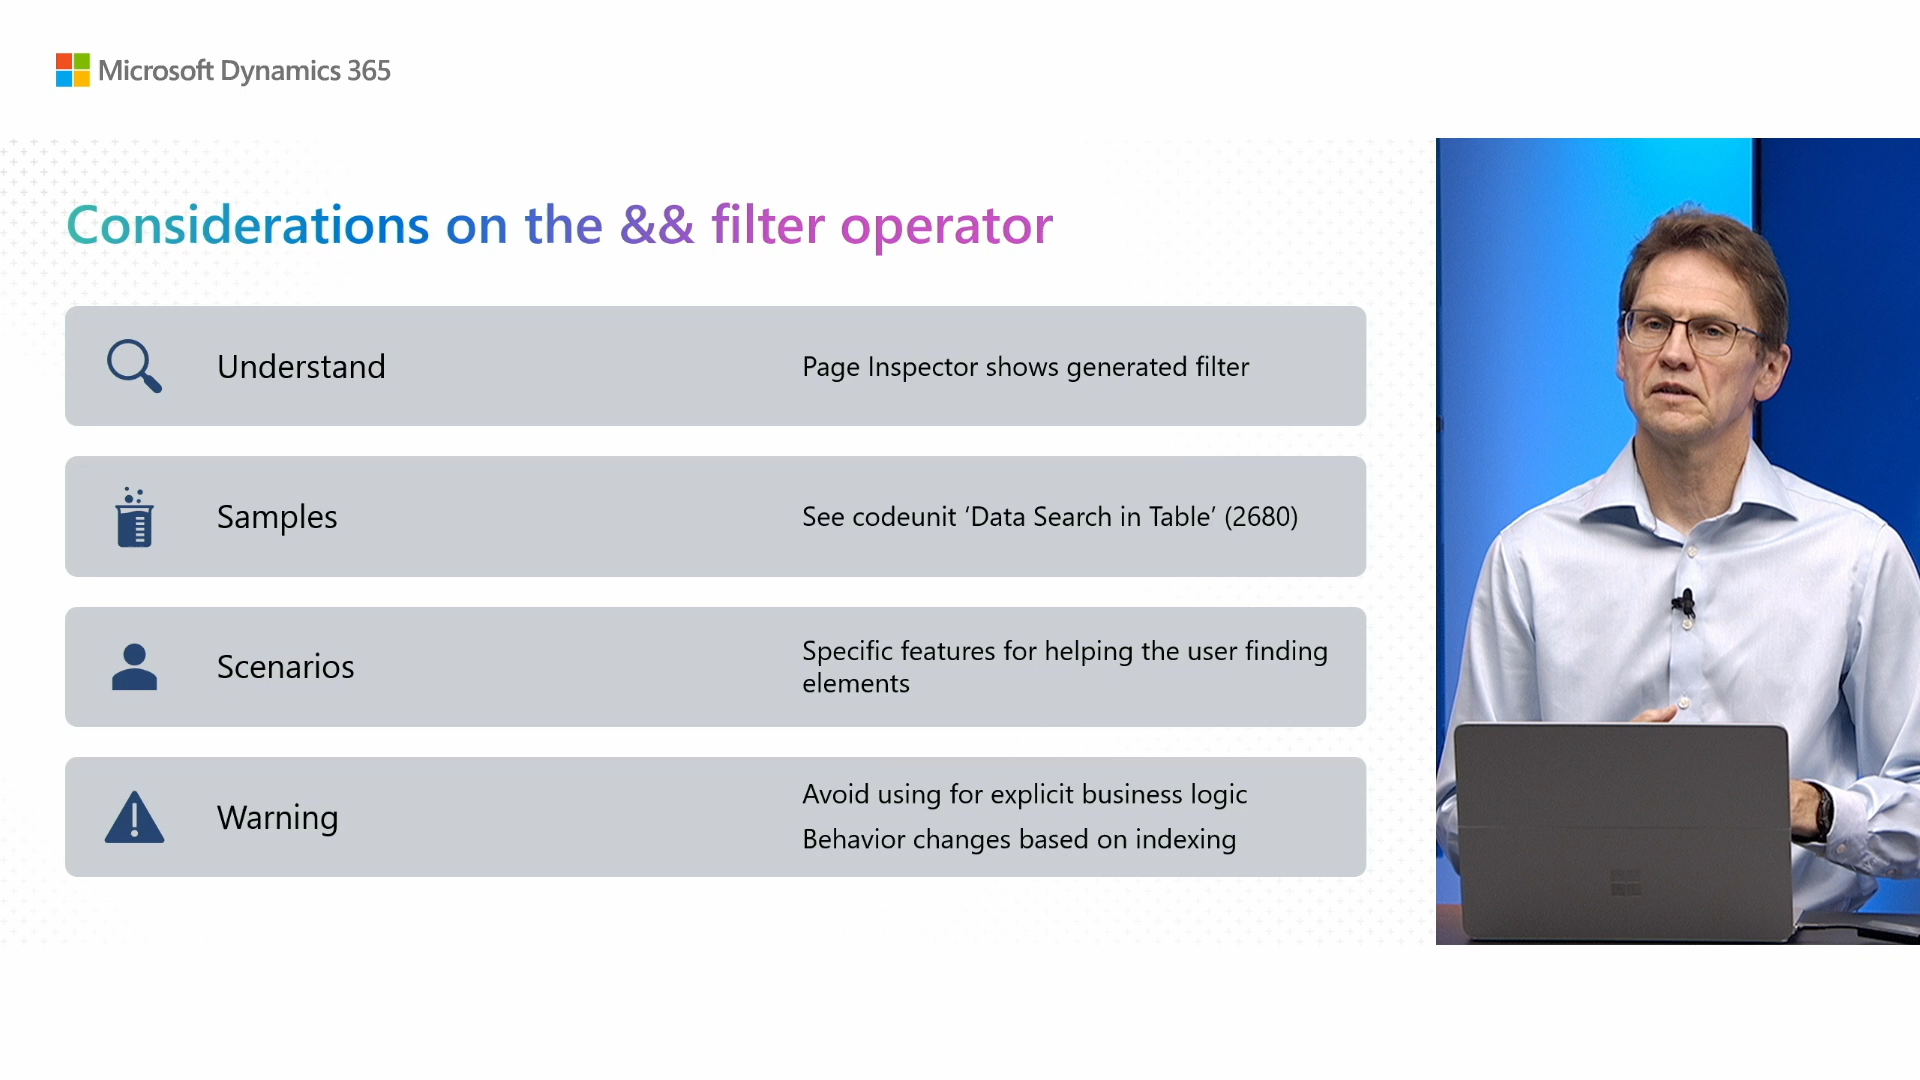 Microsoft Dynamics 365
Considerations on the && filter operator
Understand
Page Inspector shows generated filter
Samples
See codeunit ‘Data Search in Table’ (2680)
Scenarios
Specific features for helping the user finding
elements
Warning
Avoid using for explicit business logic
Behavior changes based on indexing